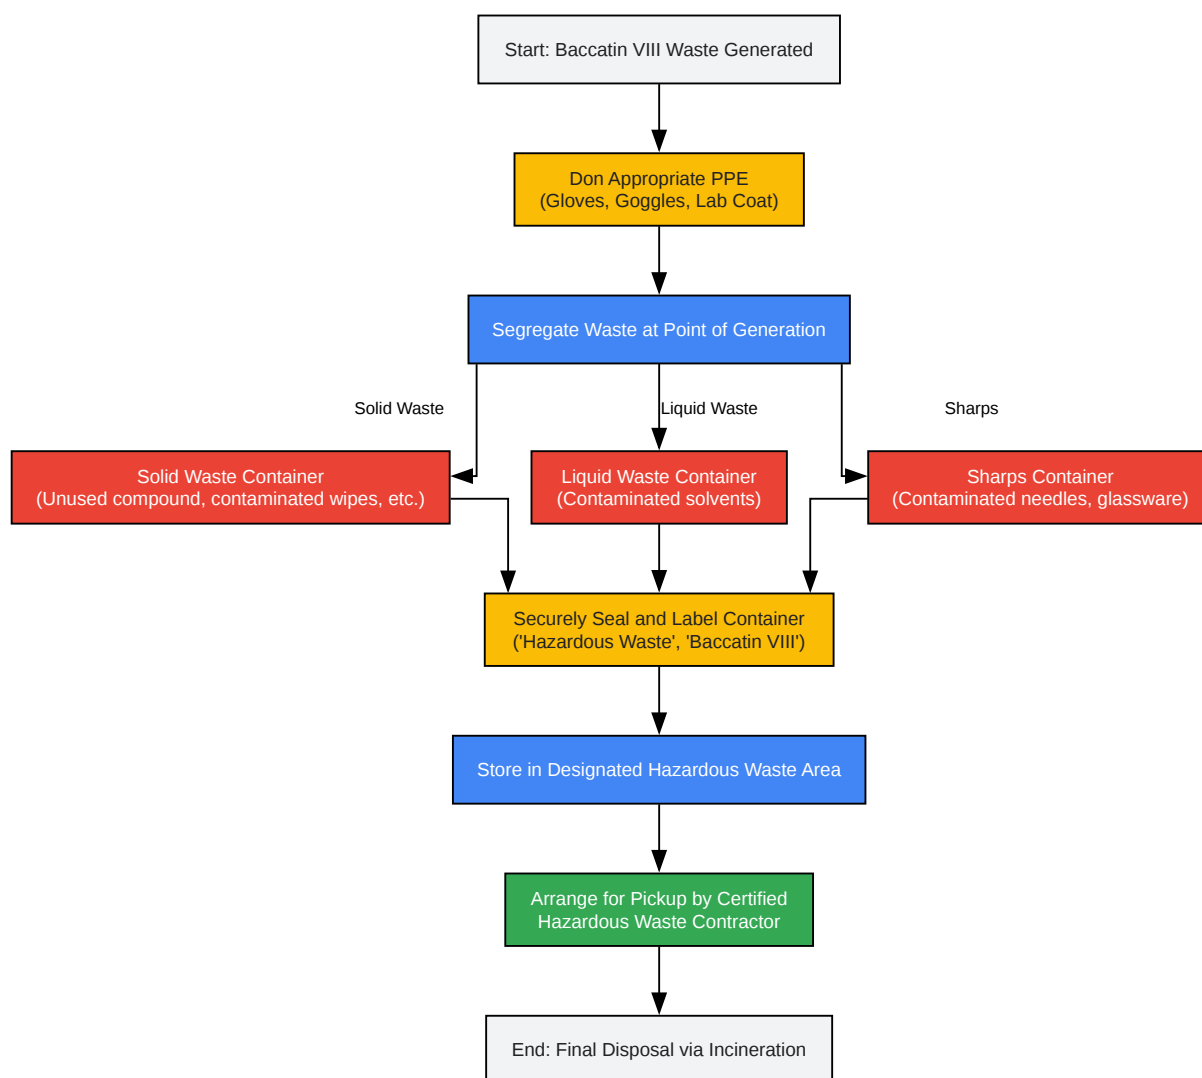 Start: Baccatin VIII Waste Generated
Don Appropriate PPE
(Gloves, Goggles, Lab Coat)
Segregate Waste at Point of Generation
Solid Waste
Liquid Waste
Sharps
Solid Waste Container
(Unused compound, contaminated wipes, etc.)
Liquid Waste Container
(Contaminated solvents)
Sharps Container
(Contaminated needles, glassware)
Securely Seal and Label Container
('Hazardous Waste', 'Baccatin VIII')
Store in Designated Hazardous Waste Area
Arrange for Pickup by Certified
Hazardous Waste Contractor
End: Final Disposal via Incineration